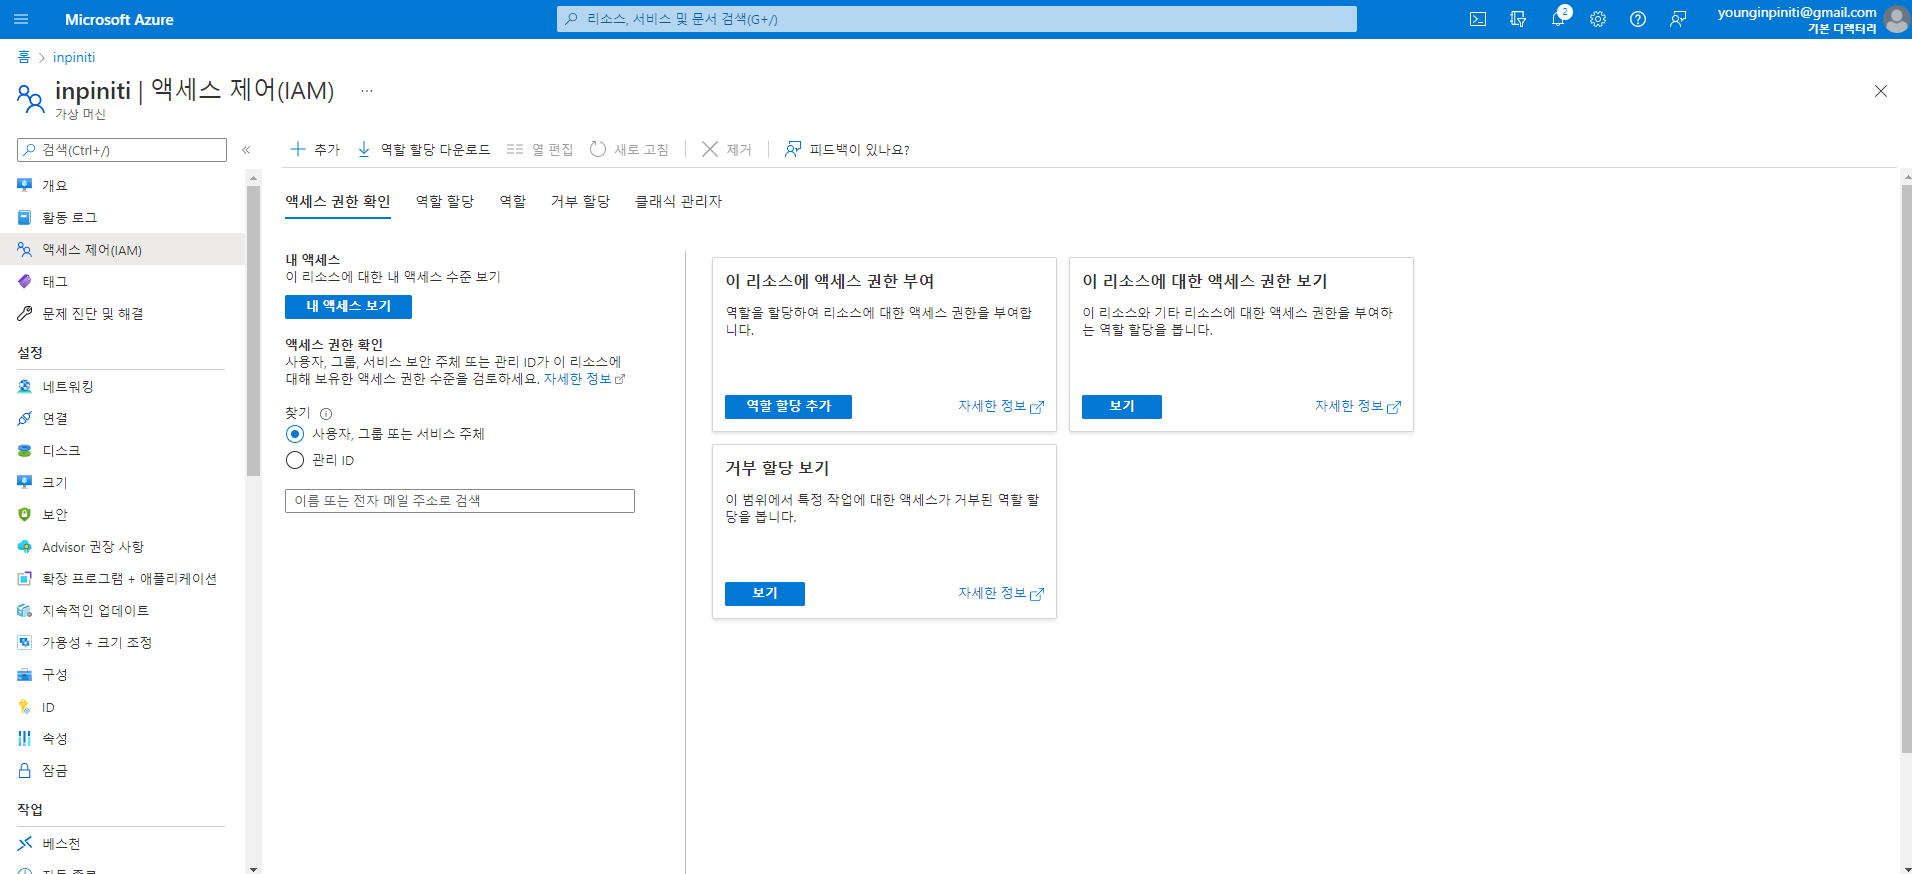 Microsoft Azure
리소스, 서비스 및 문서 검색(G+/)
2
younginpiniti@gmail.com
기본 디렉터리
홈 > inpiniti
inpiniti | 액세스 제어(IAM) ...
가상 머신
검색(Ctrl+/)
«
추가
역할 할당 다운로드
열 편집
새로 고침
제거
피드백이 있나요?
개요
활동 로그
액세스 제어(IAM)
태그
문제 진단 및 해결
설정
네트워킹
연결
디스크
크기
보안
Advisor 권장 사항
확장 프로그램 + 애플리케이션
지속적인 업데이트
가용성 + 크기 조정
구성
ID
속성
잠금
작업
베스천
액세스 권한 확인
역할 할당
역할
거부 할당
클래식 관리자
내 액세스
이 리소스에 대한 내 액세스 수준 보기
내 액세스 보기
액세스 권한 확인
사용자, 그룹, 서비스 보안 주체 또는 관리 ID가 이 리소스에
대해 보유한 액세스 권한 수준을 검토하세요. 자세한 정보
찾기
사용자, 그룹 또는 서비스 주체
관리 ID
이름 또는 전자 메일 주소로 검색
이 리소스에 액세스 권한 부여
역할을 할당하여 리소스에 대한 액세스 권한을 부여합
니다.
역할 할당 추가
자세한 정보
이 리소스에 대한 액세스 권한 보기
이 리소스와 기타 리소스에 대한 액세스 권한을 부여하
는 역할 할당을 봅니다.
보기
자세한 정보
거부 할당 보기
이 범위에서 특정 작업에 대한 액세스가 거부된 역할 할
당을 봅니다.
보기
자세한 정보